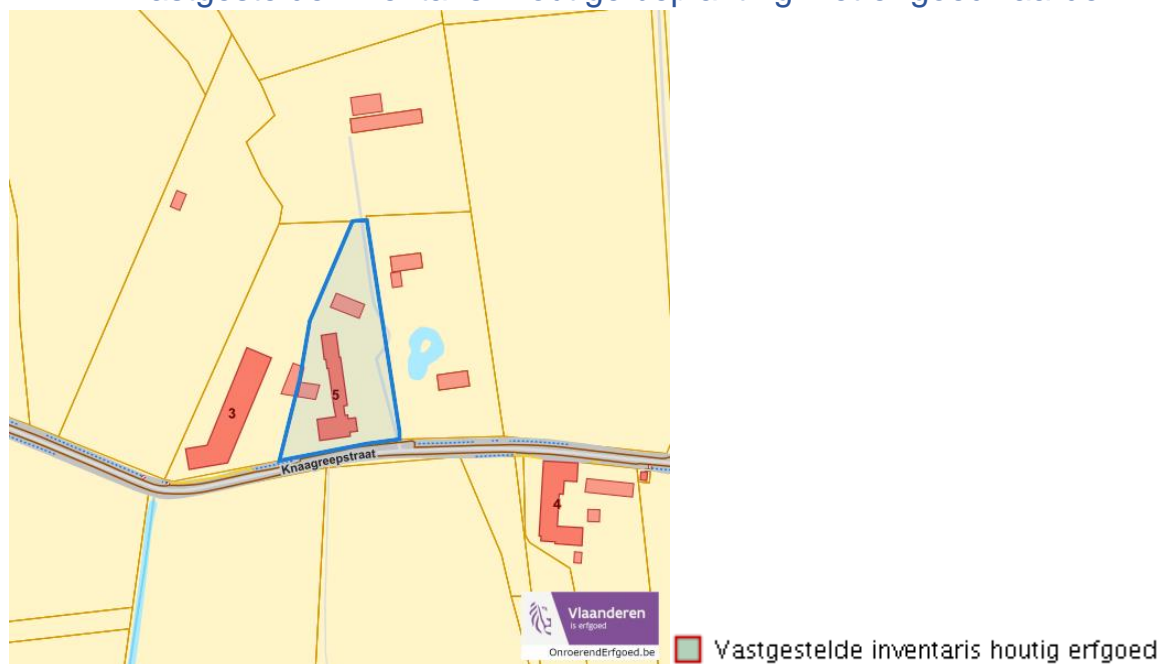 3
5
Knaagreepstraat
4
Vlaanderen
is erfgoed
OnroerendErfgoed.be
Vastgestelde inventaris houtig erfgoed